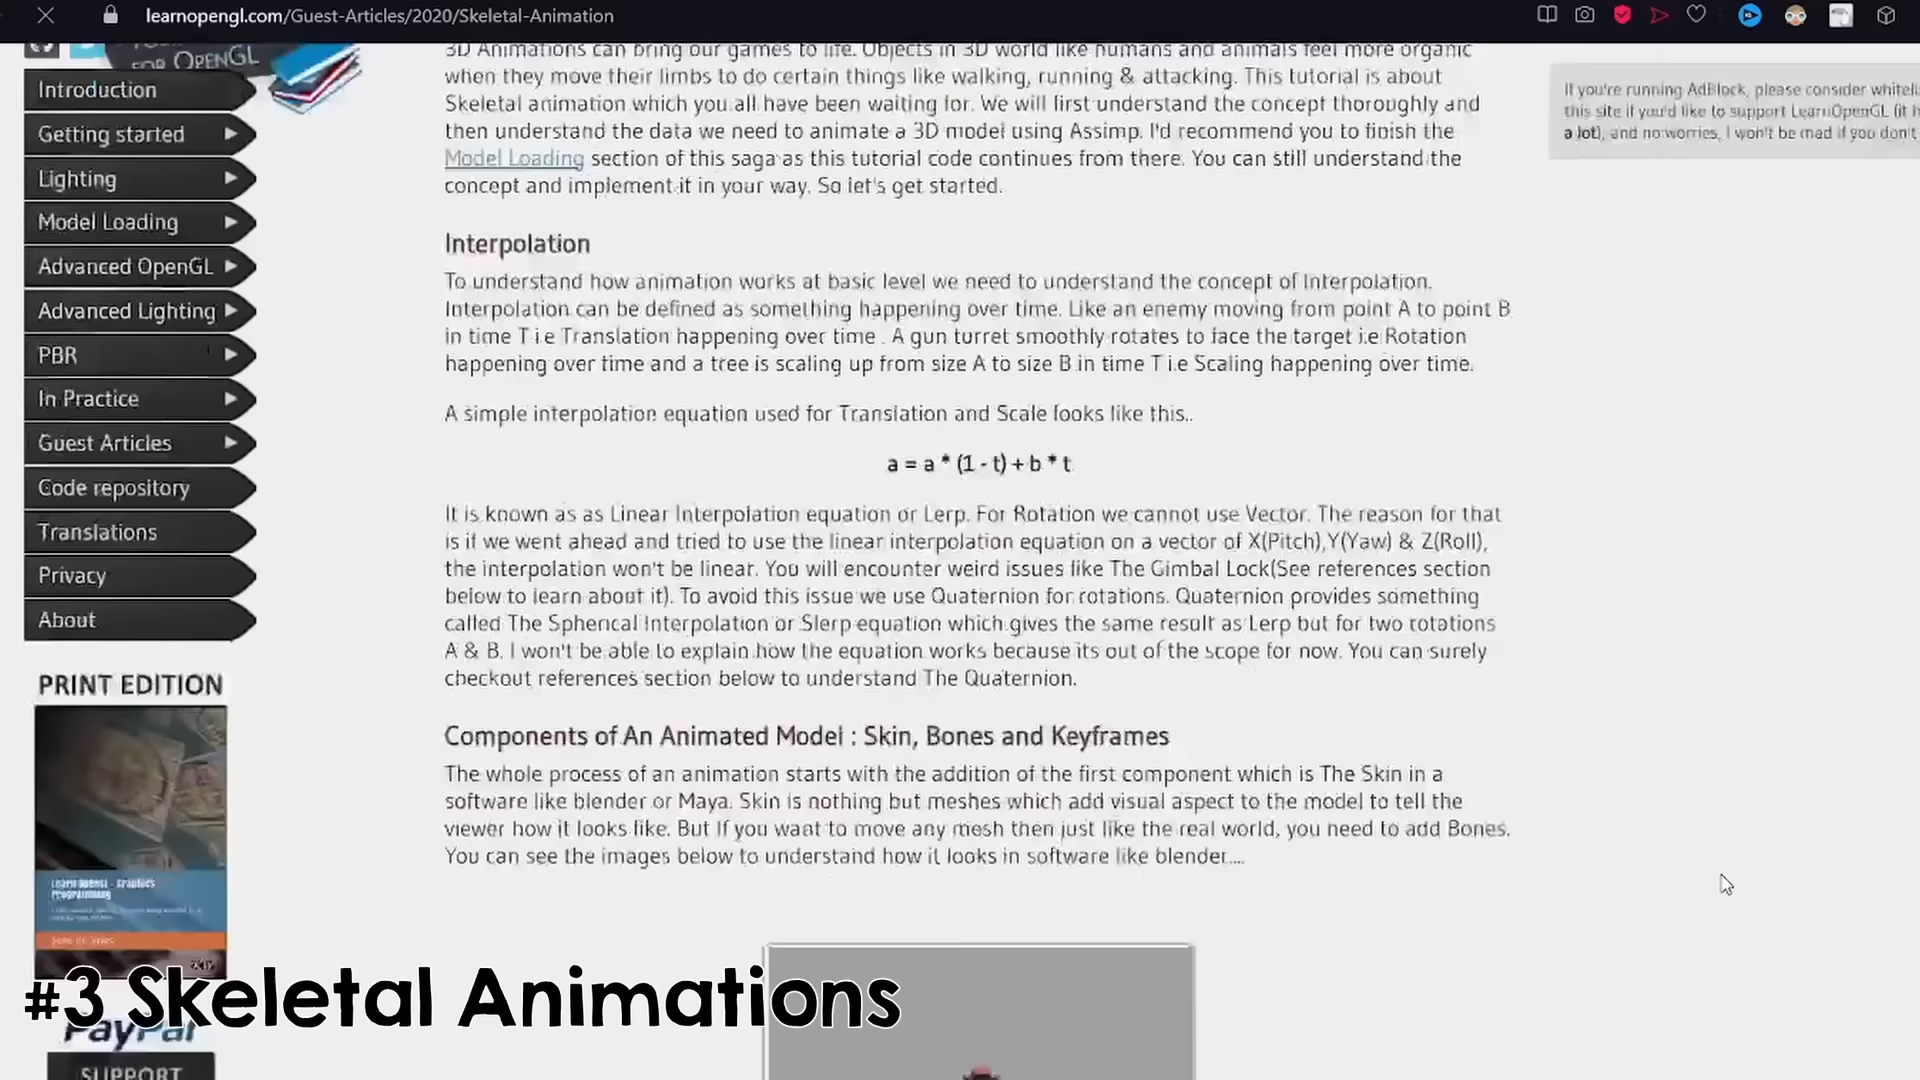 learnopengl.com/Guest-Articles/2020/Skeletal-Animation
FOR OPENGL
Introduction
Getting started
Lighting
Model Loading
Advanced OpenGL
Advanced Lighting
PBR
In Practice
Guest Articles
Code repository
Translations
Privacy
About
PRINT EDITION
Learn OpenGL - Graphics
Programming
PayPal
SUPPORT
3D Animations can bring our games to life. Objects in 3D world like humans and animals feel more organic
when they move their limbs to do certain things like walking, running & attacking. This tutorial is about
Skeletal animation which you all have been waiting for. We will first understand the concept thoroughly and
then understand the data we need to animate a 3D model using Assimp. I'd recommend you to finish the
Model Loading section of this saga as this tutorial code continues from there. You can still understand the
concept and implement it in your way. So let's get started.
Interpolation
To understand how animation works at basic level we need to understand the concept of Interpolation.
Interpolation can be defined as something happening over time. Like an enemy moving from point A to point B
in time T i.e Translation happening over time . A gun turret smoothly rotates to face the target i.e Rotation
happening over time and a tree is scaling up from size A to size B in time T i.e Scaling happening over time.
A simple interpolation equation used for Translation and Scale looks like this..
a = a * (1 - t) + b * t
It is known as as Linear Interpolation equation or Lerp. For Rotation we cannot use Vector. The reason for that
is if we went ahead and tried to use the linear interpolation equation on a vector of X(Pitch),Y(Yaw) & Z(Roll),
the interpolation won't be linear. You will encounter weird issues like The Gimbal Lock(See references section
below to learn about it). To avoid this issue we use Quaternion for rotations. Quaternion provides something
called The Spherical Interpolation or Slerp equation which gives the same result as Lerp but for two rotations
A & B. I won't be able to explain how the equation works because its out of the scope for now. You can surely
checkout references section below to understand The Quaternion.
Components of An Animated Model : Skin, Bones and Keyframes
The whole process of an animation starts with the addition of the first component which is The Skin in a
software like blender or Maya. Skin is nothing but meshes which add visual aspect to the model to tell the
viewer how it looks like. But If you want to move any mesh then just like the real world, you need to add Bones.
You can see the images below to understand how it looks in software like blender....
If you're running AdBlock, please consider whiteli
this site if you'd like to support LearnOpenGL (it h
a lot), and no worries, I won't be mad if you don't
#3 Skeletal Animations